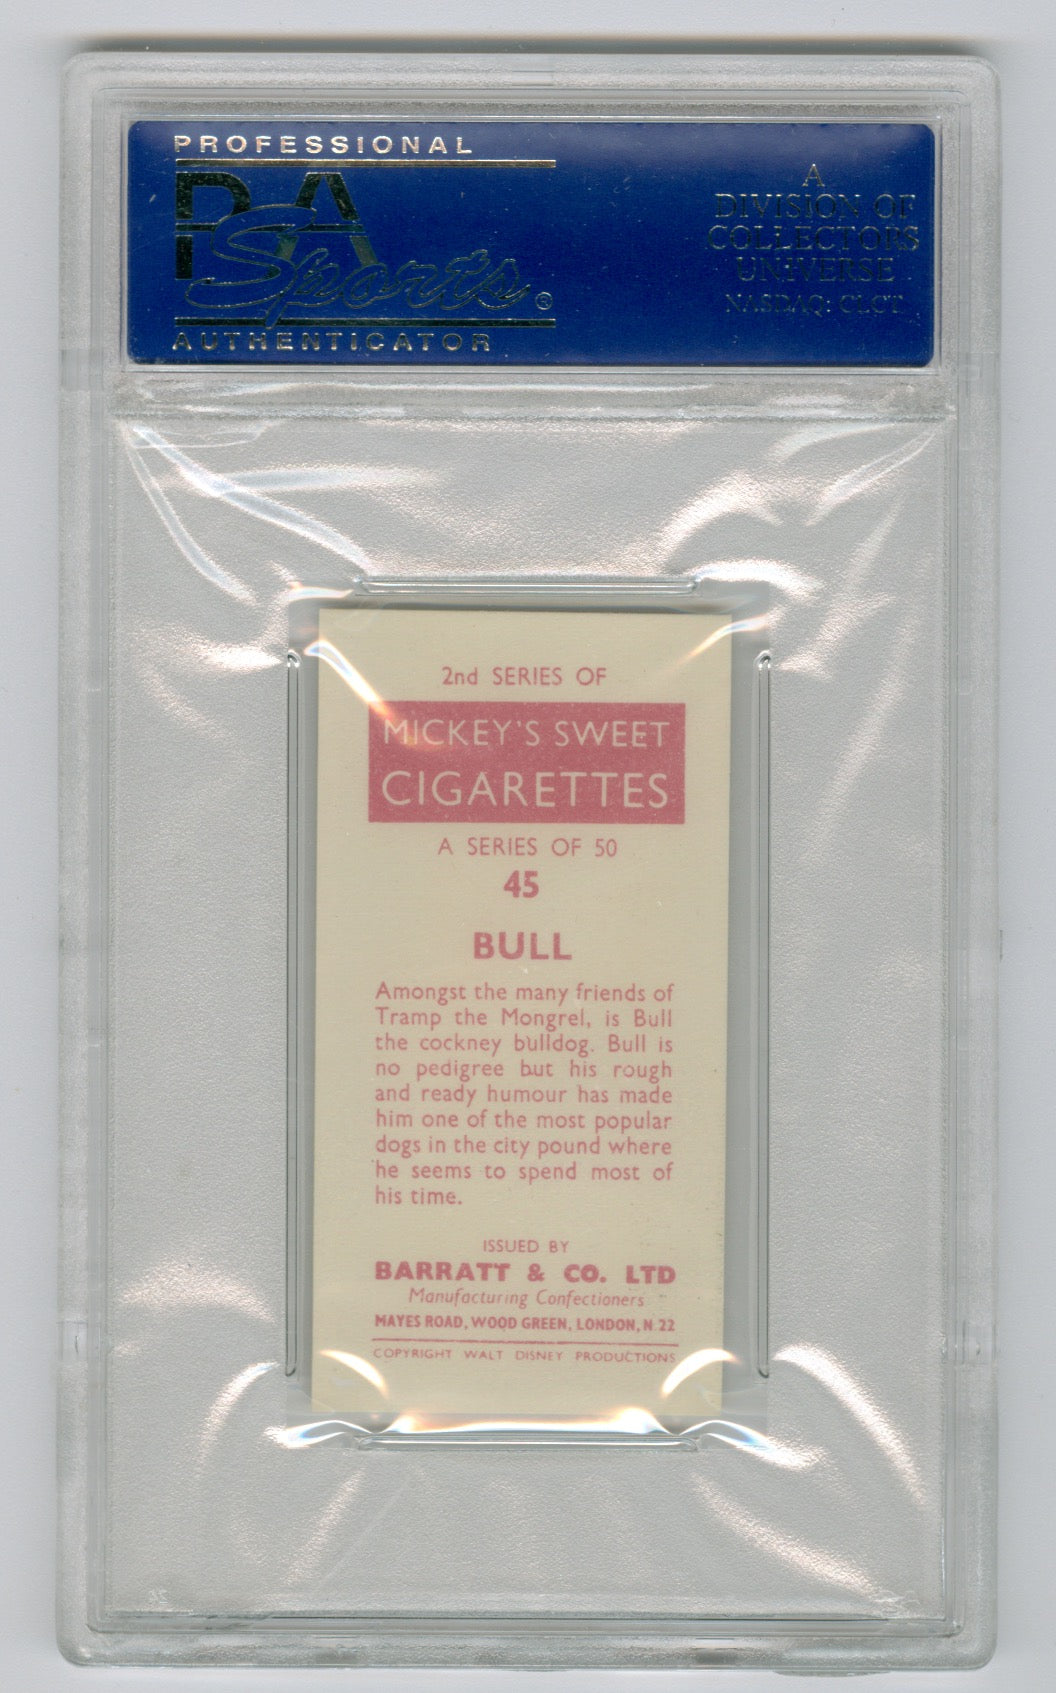 PROFESSIONAL
PSA
Sports ®
AUTHENTICATOR
A
DIVISION OF
COLLECTORS
UNIVERSE
NASDAQ: CLCT
2nd SERIES OF
MICKEY'S SWEET
CIGARETTES
A SERIES OF 50
45
BULL
Amongst the many friends of
Tramp the Mongrel, is Bull
the cockney bulldog. Bull is
no pedigree but his rough
and ready humour has made
him one of the most popular
dogs in the city pound where
he seems to spend most of
his time.
ISSUED BY
BARRATT & CO. LTD
Manufacturing Confectioners
MAYES ROAD, WOOD GREEN, LONDON, N.22
COPYRIGHT WALT DISNEY PRODUCTIONS